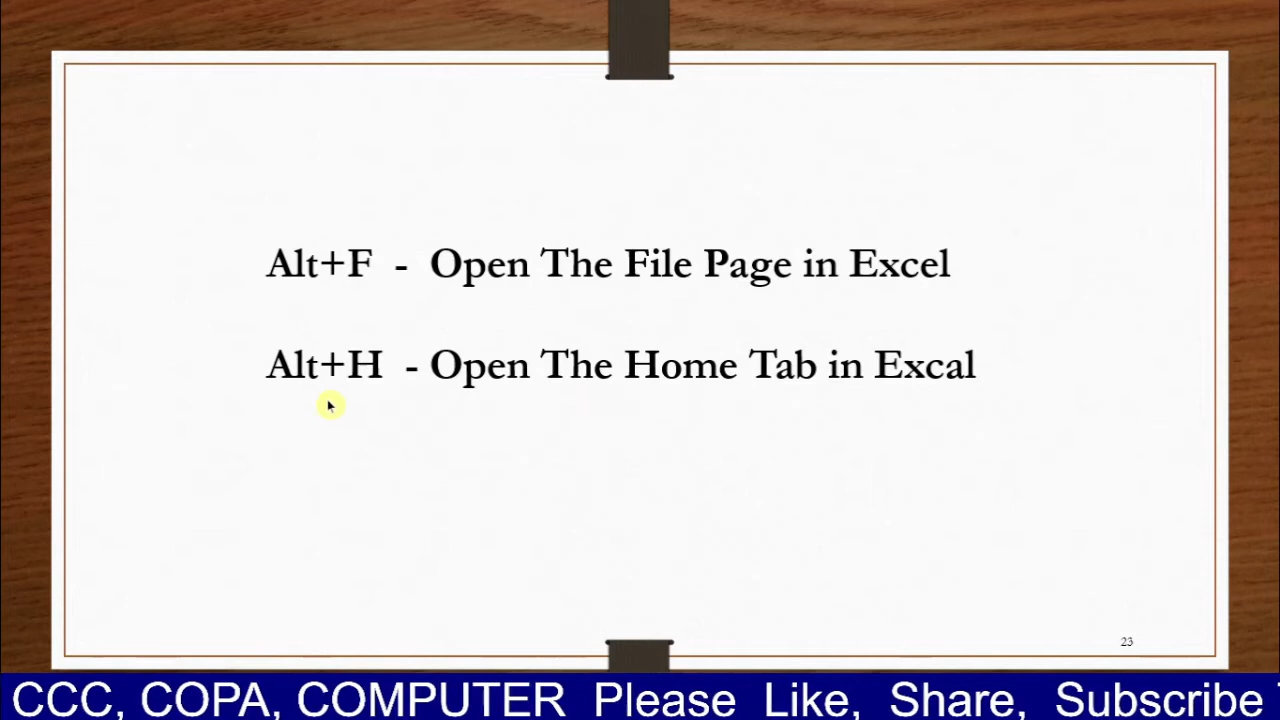 Alt+F - Open The File Page in Excel
Alt+H - Open The Home Tab in Excal
23
CCC, COPA, COMPUTER Please Like, Share, Subscribe